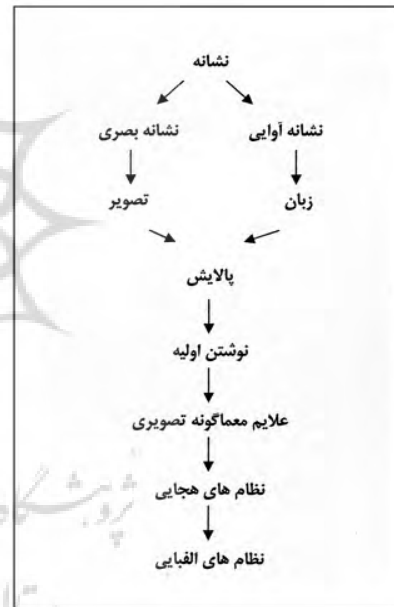 نشانه
نشانه آوایی نشانه بصری
زبان تصویر
پالایش
نوشتن اولیه
علایم معماگونه تصویری
نظام های هجایی
نظام های الفبایی